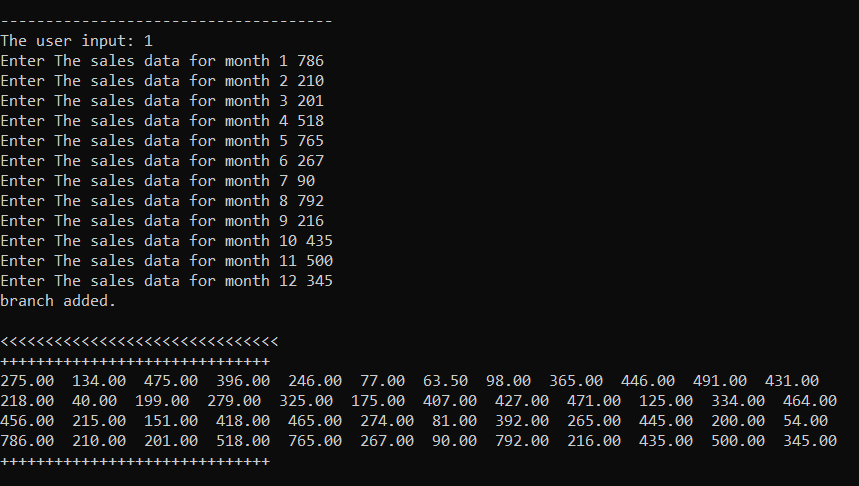 -------------------------------------
The user input: 1
Enter The sales data for month 1 786
Enter The sales data for month 2 210
Enter The sales data for month 3 201
Enter The sales data for month 4 518
Enter The sales data for month 5 765
Enter The sales data for month 6 267
Enter The sales data for month 7 90
Enter The sales data for month 8 792
Enter The sales data for month 9 216
Enter The sales data for month 10 435
Enter The sales data for month 11 500
Enter The sales data for month 12 345
branch added.
<<<<<<<<<<<<<<<<<<<<<<<<<<<<<<<
++++++++++++++++++++++++++++++
275.00  134.00  475.00  396.00  246.00  77.00  63.50  98.00  365.00  446.00  491.00  431.00
218.00  40.00  199.00  279.00  325.00  175.00  407.00  427.00  471.00  125.00  334.00  464.00
456.00  215.00  151.00  418.00  465.00  274.00  81.00  392.00  265.00  445.00  200.00  54.00
786.00  210.00  201.00  518.00  765.00  267.00  90.00  792.00  216.00  435.00  500.00  345.00
++++++++++++++++++++++++++++++